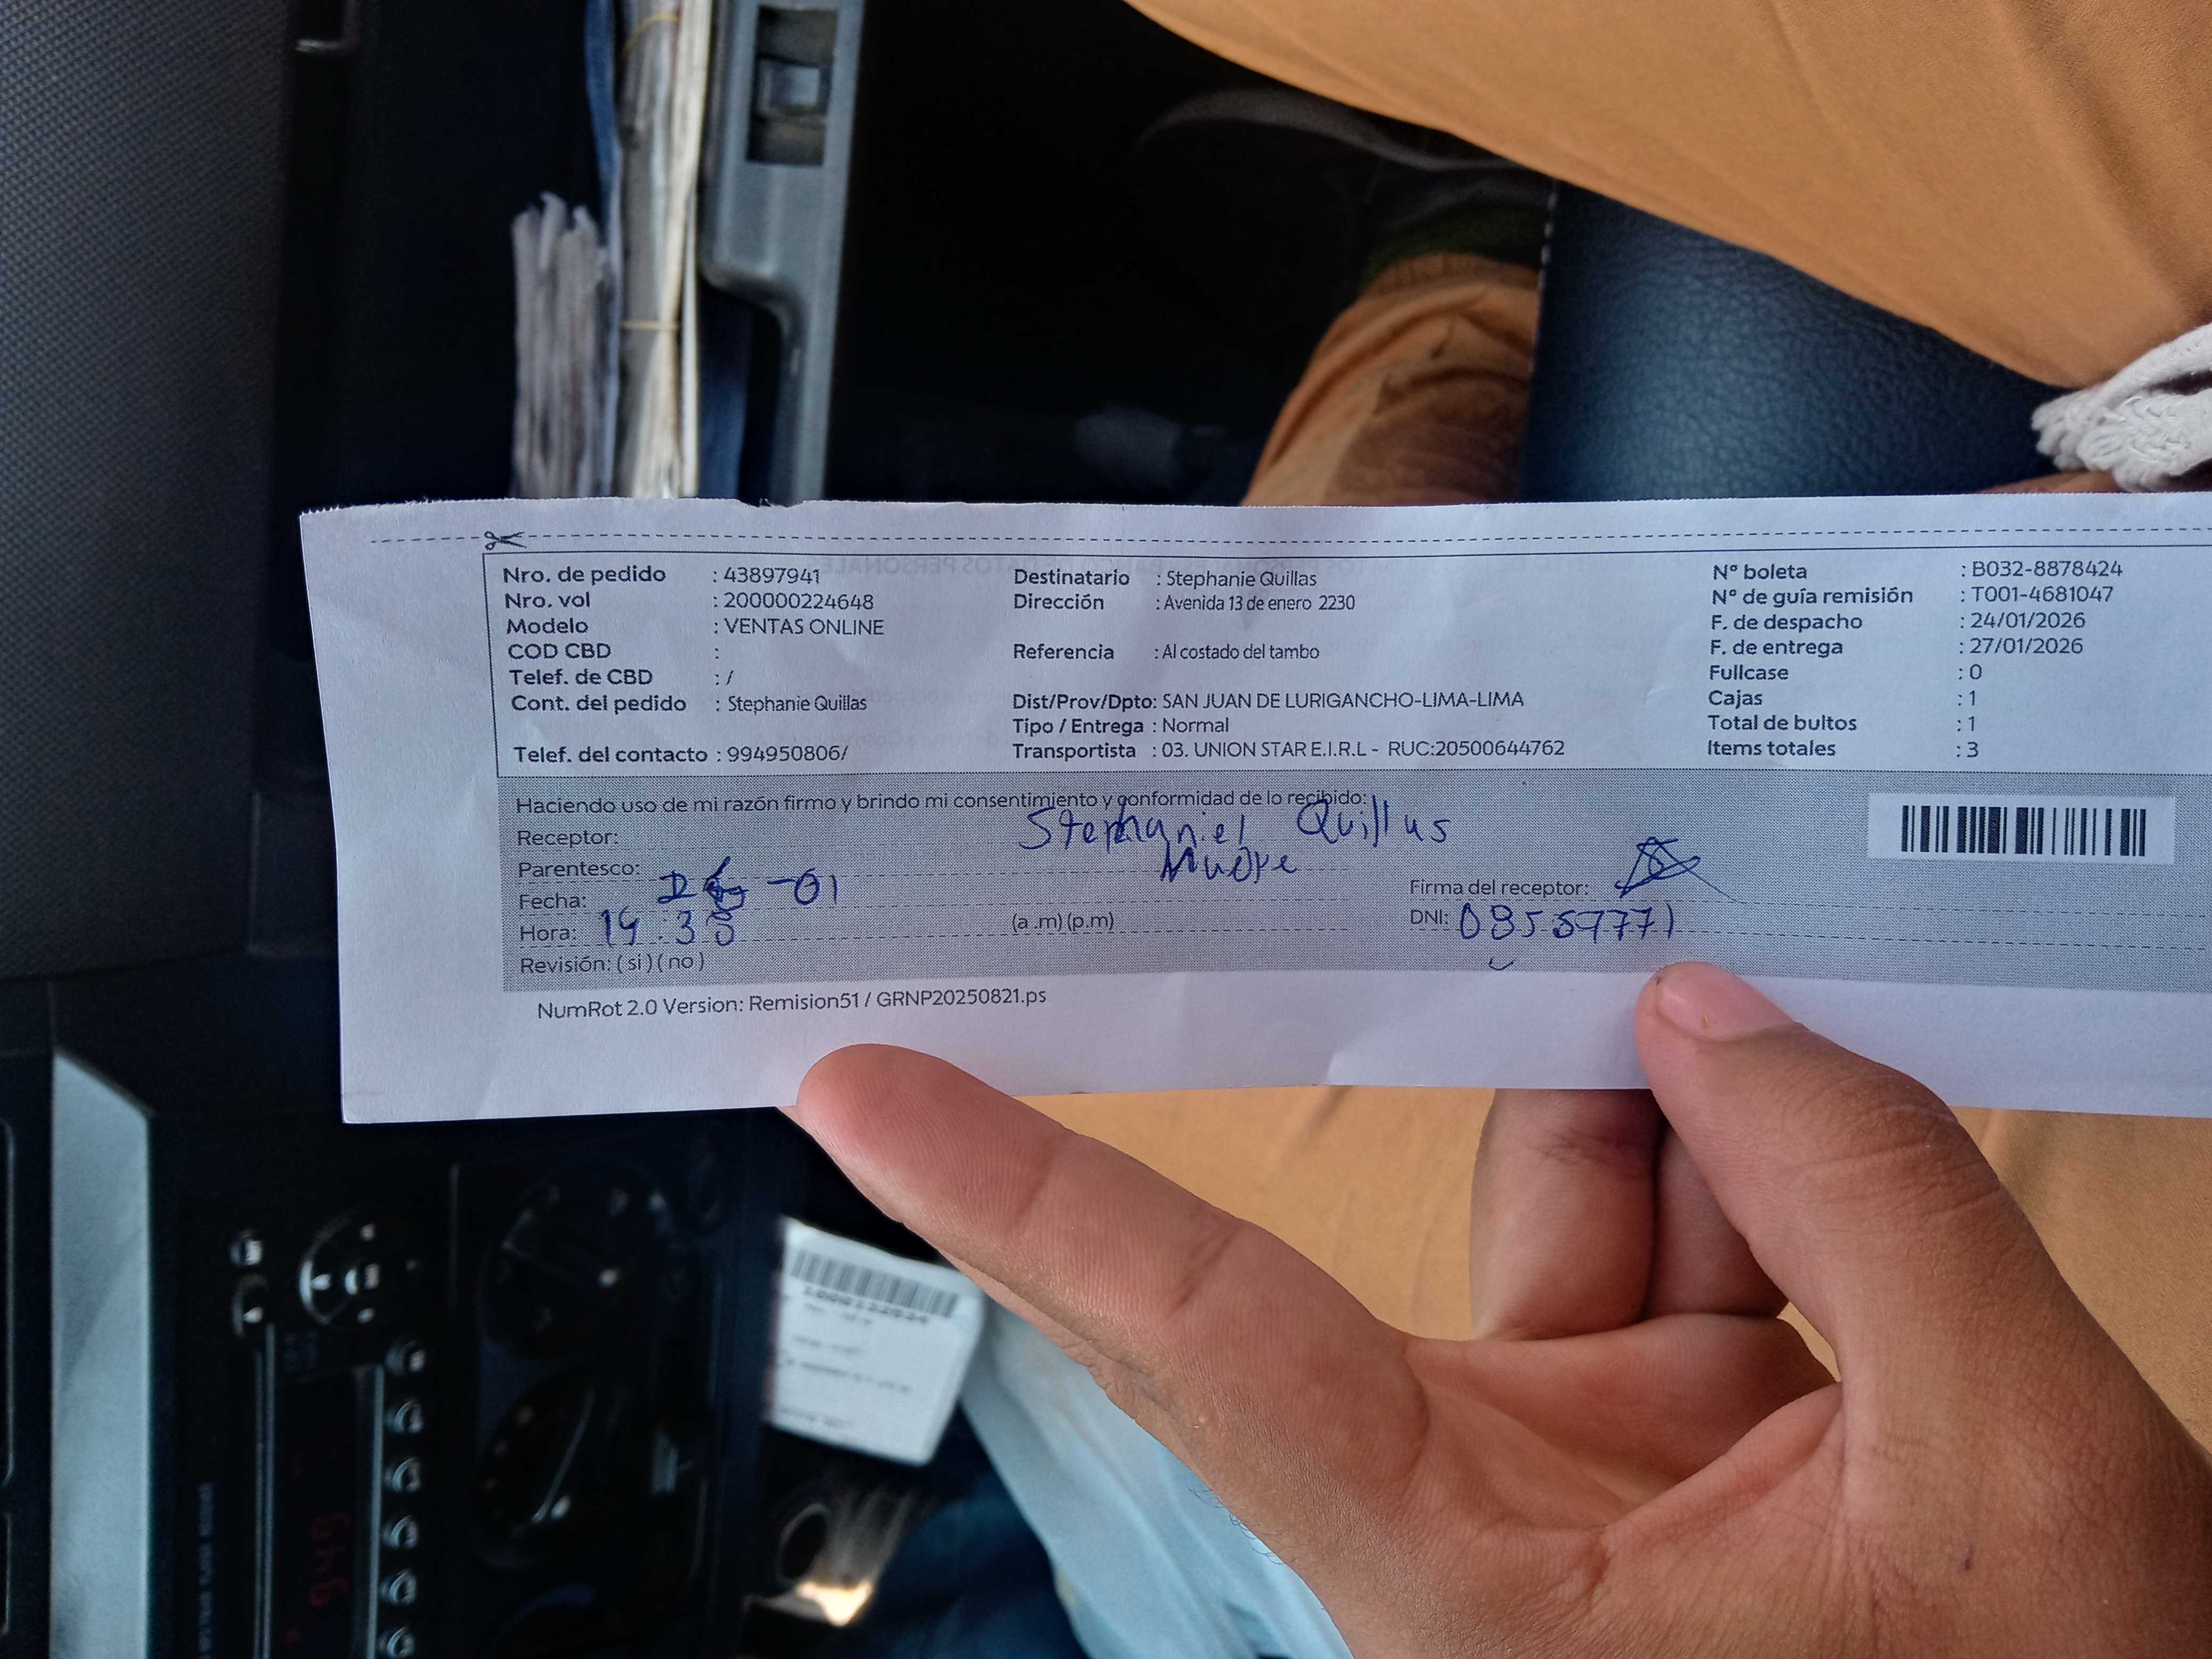 Nro. de pedido : 43897941
Nro. vol : 200000224648
Modelo : VENTAS ONLINE
COD CBD :
Telef. de CBD : /
Cont. del pedido : Stephanie Quillas
Telef. del contacto : 994950806/
Destinatario : Stephanie Quillas
Dirección : Avenida 13 de enero 2230
Referencia : Al costado del tambo
Dist/Prov/Dpto: SAN JUAN DE LURIGANCHO-LIMA-LIMA
Tipo / Entrega : Normal
Transportista : 03. UNION STAR E.I.R.L - RUC:20500644762
Nº boleta : B032-8878424
Nº de guía remisión : T001-4681047
F. de despacho : 24/01/2026
F. de entrega : 27/01/2026
Fullcase : 0
Cajas : 1
Total de bultos : 1
Items totales : 3
Haciendo uso de mi razón firmo y brindo mi consentimiento y conformidad de lo recibido:
Receptor: Quillas
Parentesco: Madre
Fecha: -01
Hora: (a .m) (p.m)
Revisión: ( si ) ( no )
Firma del receptor:
DNI:
NumRot 2.0 Version: Remision51 / GRNP20250821.ps